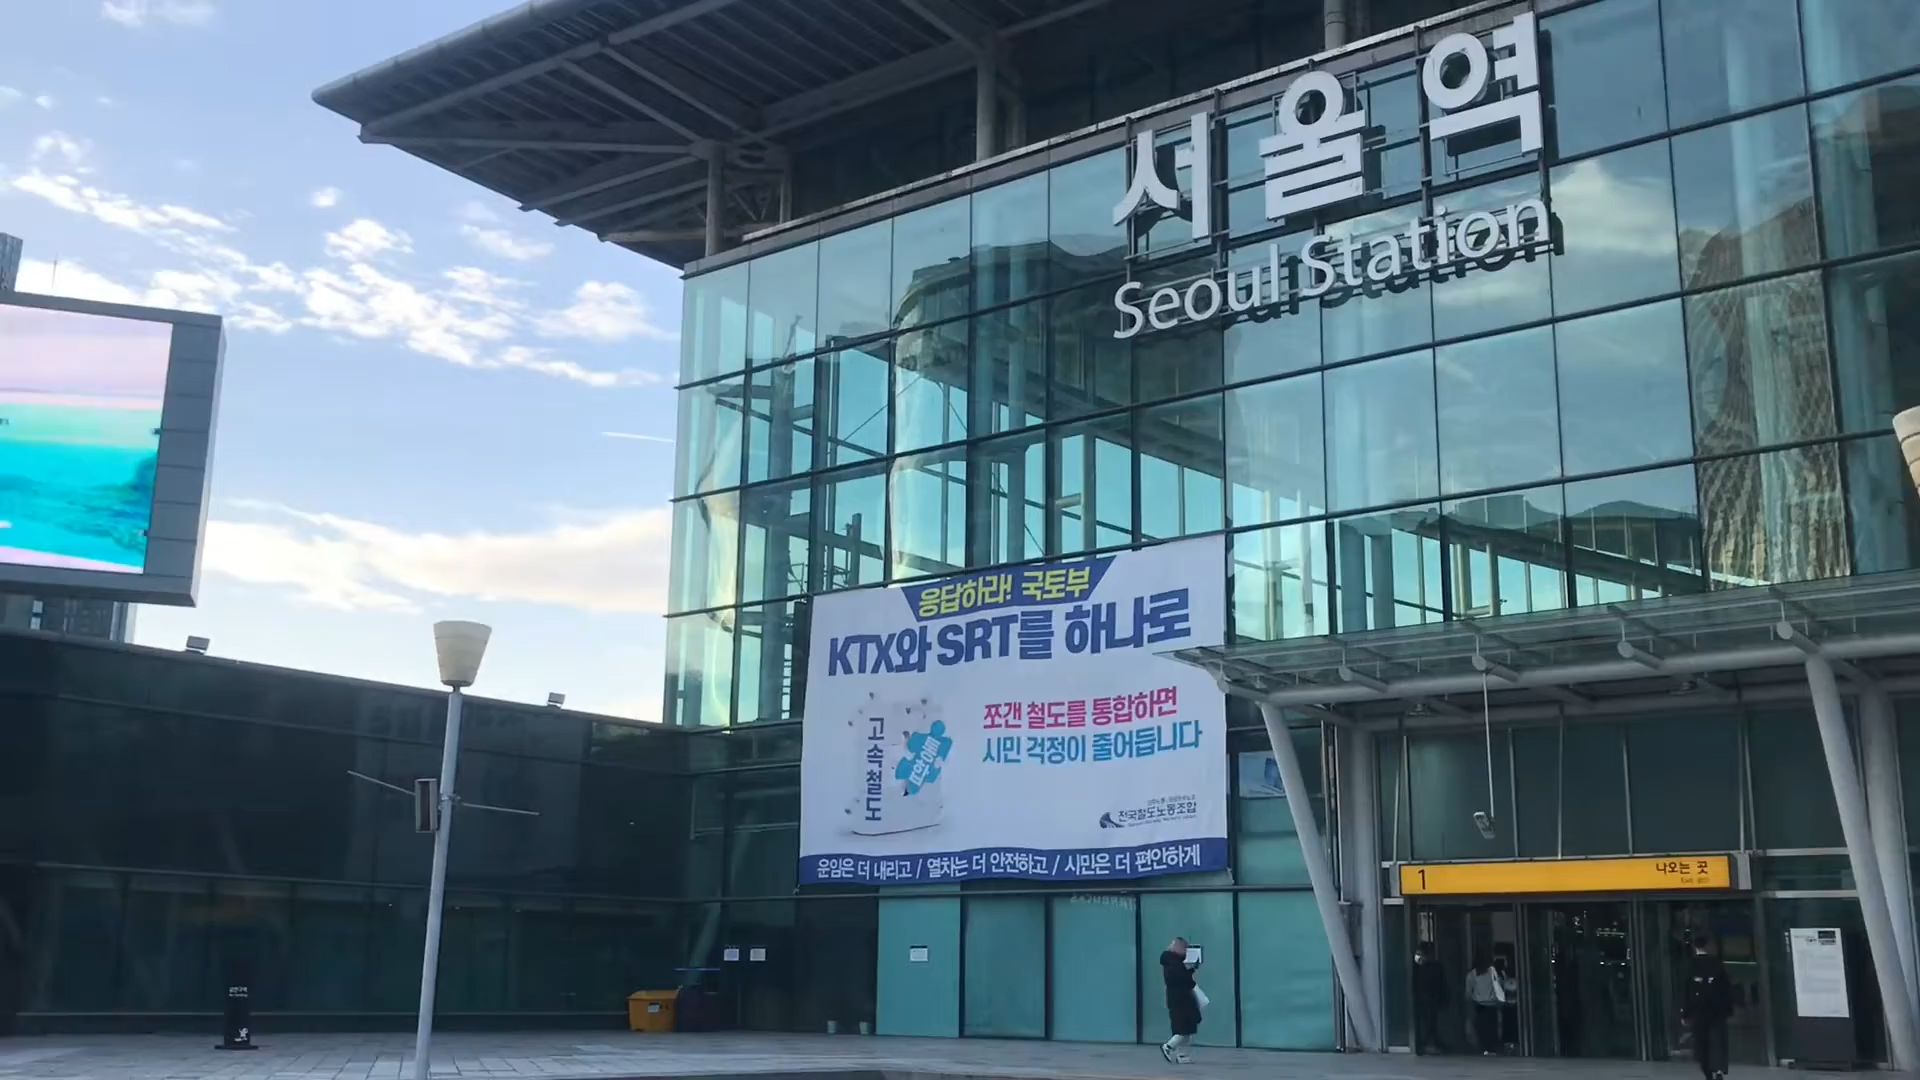 서울역
Seoul Station
응답하라! 국토부
KTX와 SRT를 하나로
쪼갠 철도를 통합하면
시민 걱정이 줄어듭니다
고속철도
통합
전국철도노동조합
운임은 더 내리고 / 열차는 더 안전하고 / 시민은 더 편안하게
1
나오는 곳